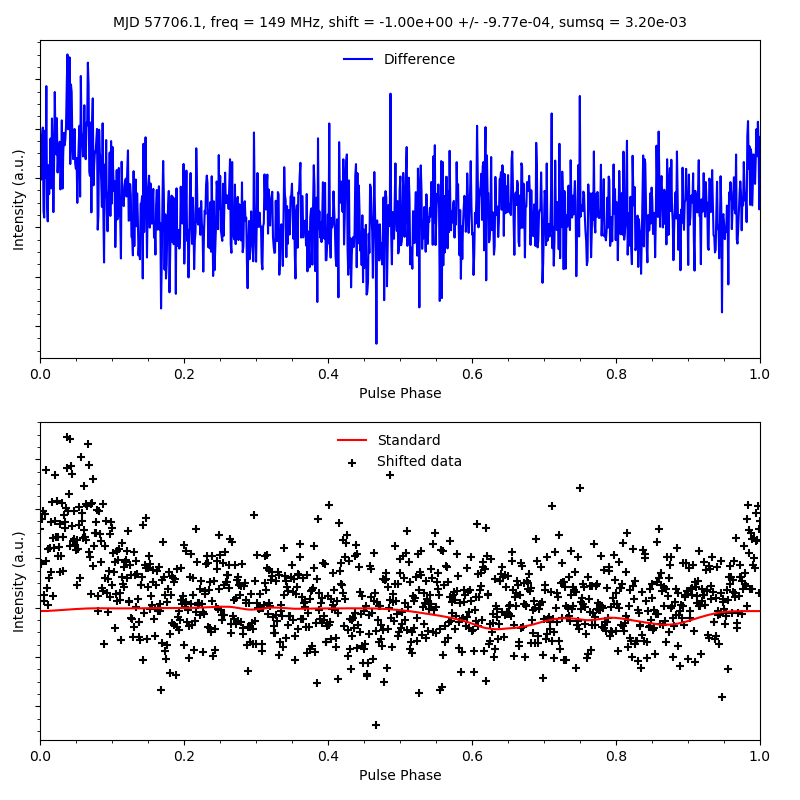 MJD 57706.1, freq = 149 MHz, shift = -1.00e+00 +/- -9.77e-04, sumsq = 3.20e-03
Difference
Intensity (a.u.)
0.0 0.2 0.4 0.6 0.8 1.0
Pulse Phase
Standard
Shifted data
Intensity (a.u.)
0.0 0.2 0.4 0.6 0.8 1.0
Pulse Phase